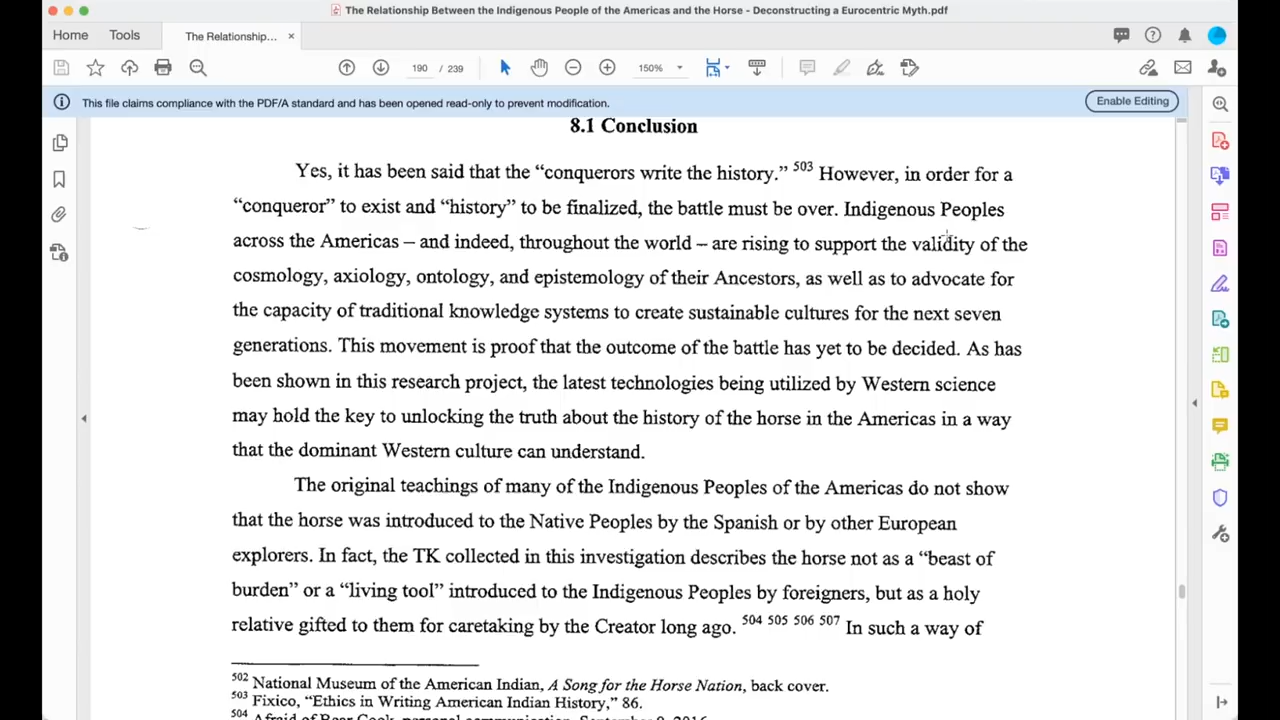 The Relationship Between the Indigenous People of the Americas and the Horse - Deconstructing a Eurocentric Myth.pdf
Home Tools The Relationship... ×
190 / 239 150%
This file claims compliance with the PDF/A standard and has been opened read-only to prevent modification. Enable Editing
8.1 Conclusion
Yes, it has been said that the “conquerors write the history.” 503 However, in order for a
“conqueror” to exist and “history” to be finalized, the battle must be over. Indigenous Peoples
across the Americas – and indeed, throughout the world – are rising to support the validity of the
cosmology, axiology, ontology, and epistemology of their Ancestors, as well as to advocate for
the capacity of traditional knowledge systems to create sustainable cultures for the next seven
generations. This movement is proof that the outcome of the battle has yet to be decided. As has
been shown in this research project, the latest technologies being utilized by Western science
may hold the key to unlocking the truth about the history of the horse in the Americas in a way
that the dominant Western culture can understand.
The original teachings of many of the Indigenous Peoples of the Americas do not show
that the horse was introduced to the Native Peoples by the Spanish or by other European
explorers. In fact, the TK collected in this investigation describes the horse not as a “beast of
burden” or a “living tool” introduced to the Indigenous Peoples by foreigners, but as a holy
relative gifted to them for caretaking by the Creator long ago. 504 505 506 507 In such a way of
502 National Museum of the American Indian, A Song for the Horse Nation, back cover.
503 Fixico, “Ethics in Writing American Indian History,” 86.
504 Afraid of Bear Cook, personal communication, September 9, 2016